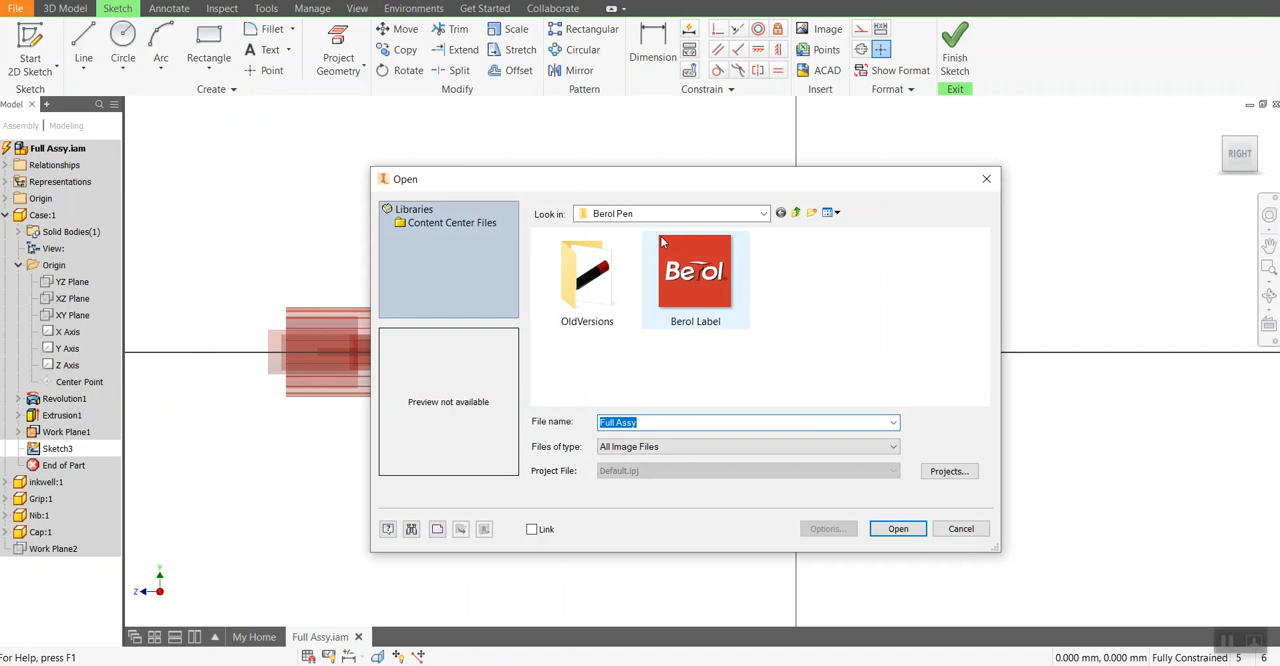 File 3D Model Sketch Annotate Inspect Tools Manage View Environments Get Started Collaborate
Start
2D Sketch
Line
Circle
Arc
Rectangle
Fillet
Text
Point
Project
Geometry
Move
Copy
Rotate
Trim
Extend
Split
Scale
Stretch
Offset
Rectangular
Circular
Mirror
Dimension
Image
Points
ACAD
Show Format
Finish
Sketch
Sketch
Create
Modify
Pattern
Constrain
Insert
Format
Exit
Model
Assembly
Modeling
Full Assy.iam
Relationships
Representations
Origin
Case:1
Solid Bodies(1)
View:
Origin
YZ Plane
XZ Plane
XY Plane
X Axis
Y Axis
Z Axis
Center Point
Revolution1
Extrusion1
Work Plane1
Sketch3
End of Part
inkwell:1
Grip:1
Nib:1
Cap:1
Work Plane2
RIGHT
Open
Libraries
Content Center Files
Look in:
Berol Pen
Berol
OldVersions
Berol Label
Preview not available
File name:
Full Assy
Files of type:
All Image Files
Project File:
Default.ipj
Projects...
Link
Options...
Open
Cancel
Y
Z
My Home
Full Assy.iam
For Help, press F1
0.000 mm, 0.000 mm
Fully Constrained
5
6